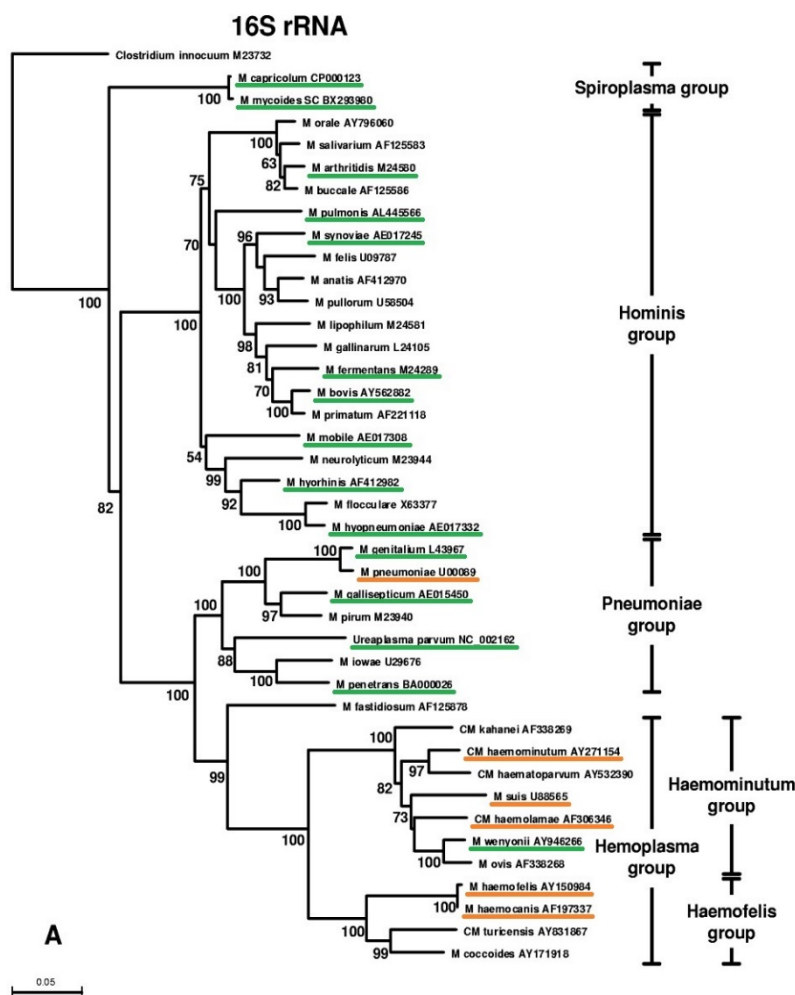 16S rRNA
Clostridium innocuum M23732
M capricolum CP000123
100
M mycoides SC BX293980
Spiroplasma group
M orale AY796060
100
M salivarium AF125583
63
M arthritidis M24580
82
M buccale AF125586
75
M pulmonis AL445566
96
M synoviae AE017245
70
M felis U09787
M anatis AF412970
100
93
M pullorum U58504
100
M lipophilum M24581
100
Hominis
group
98
M gallinarum L24105
81
M fermentans M24289
70
M bovis AY562882
100
M primatum AF221118
M mobile AE017308
54
M neurolyticum M23944
99
M hyorhinis AF412982
92
M flocculare X63377
82
100
M hyopneumoniae AE017332
100
M genitalium L43967
M pneumoniae U00089
100
M gallisepticum AE015450
Pneumoniae
group
100
97
M pirum M23940
Ureaplasma parvum NC_002162
88
M iowae U29676
100
100
M penetrans BA000026
M fastidiosum AF125878
CM kahanei AF338269
100
CM haemominutum AY271154
99
97
CM haematoparvum AY532390
82
Haemominutum
group
M suis U88565
73
CM haemolamae AF306346
100
M wenyonii AY946266
Hemoplasma
group
100
M ovis AF338268
M haemofelis AY150984
100
M haemocanis AF197337
Haemofelis
group
100
CM turicensis AY831867
99
M coccoides AY171918
A
0.05